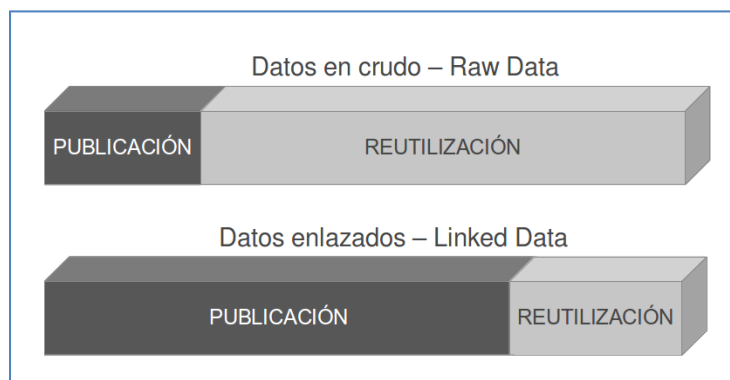 Datos en crudo – Raw Data
PUBLICACIÓN REUTILIZACIÓN
Datos enlazados – Linked Data
PUBLICACIÓN REUTILIZACIÓN